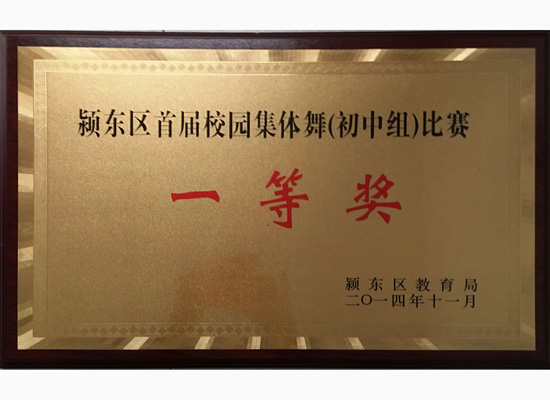 颍东区首届校园集体舞(初中组)比赛
一等奖
颍东区教育局
二〇一四年十一月